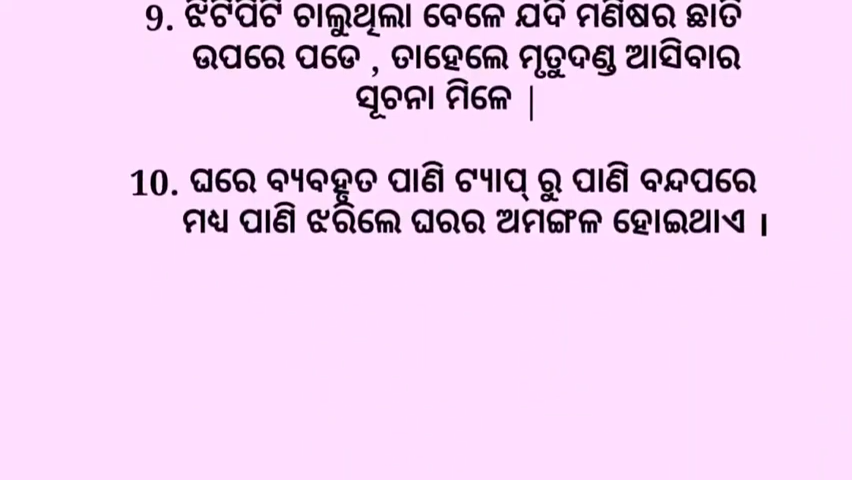 9. ଝିଟିପିଟି ଚାଲୁଥିଲା ବେଳେ ଯଦି ମଣିଷର ଛାତି
ଉପରେ ପଡେ , ତାହେଲେ ମୃତୁଦଣ୍ଡ ଆସିବାର
ସୂଚନା ମିଳେ |
10. ଘରେ ବ୍ୟବହୃତ ପାଣି ଟ୍ୟାପ୍ ରୁ ପାଣି ବନ୍ଦପରେ
ମଧ୍ୟ ପାଣି ଝରିଲେ ଘରର ଅମଙ୍ଗଳ ହୋଇଥାଏ ।